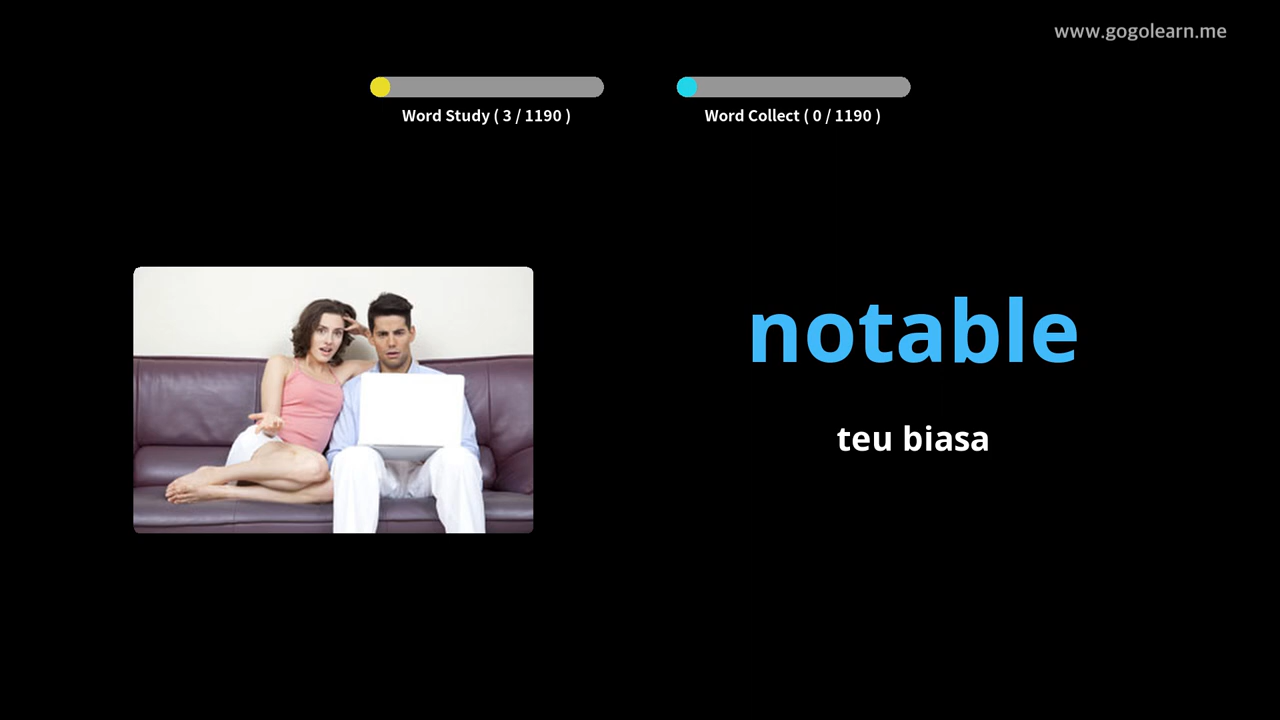 www.gogolearn.me
Word Study ( 3 / 1190 )
Word Collect ( 0 / 1190 )
notable
teu biasa